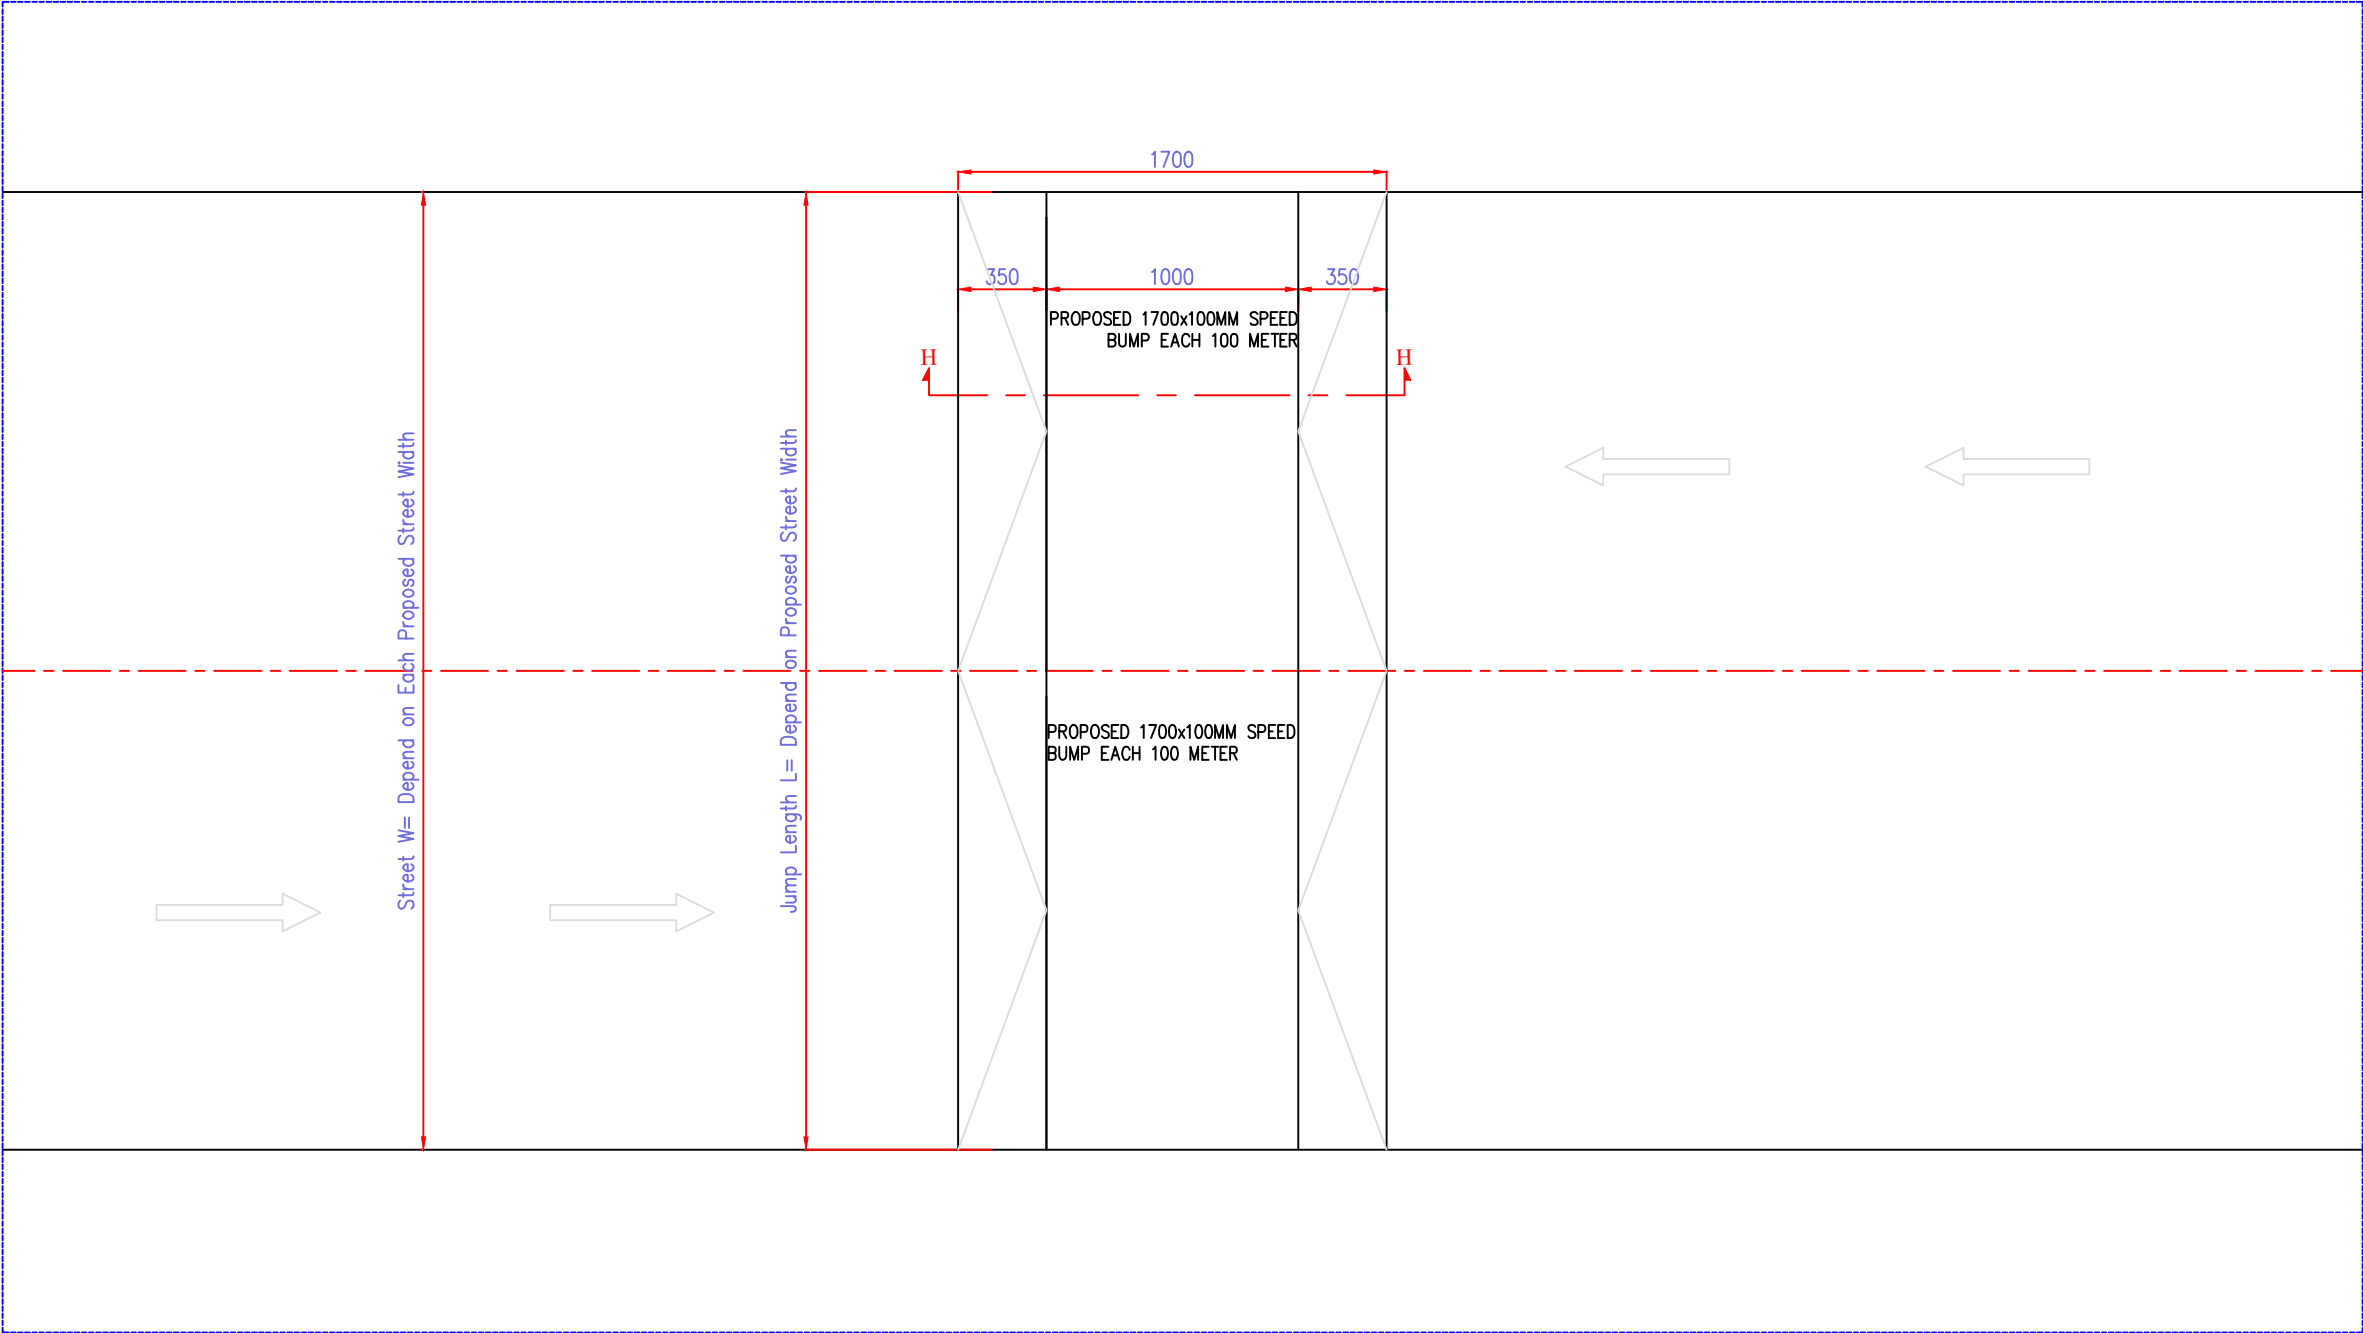 1700
350
1000
350
PROPOSED 1700x100MM SPEED
BUMP EACH 100 METER
H
H
Street W= Depend on Each Proposed Street Width
Jump Length L= Depend on Proposed Street Width
PROPOSED 1700x100MM SPEED
BUMP EACH 100 METER